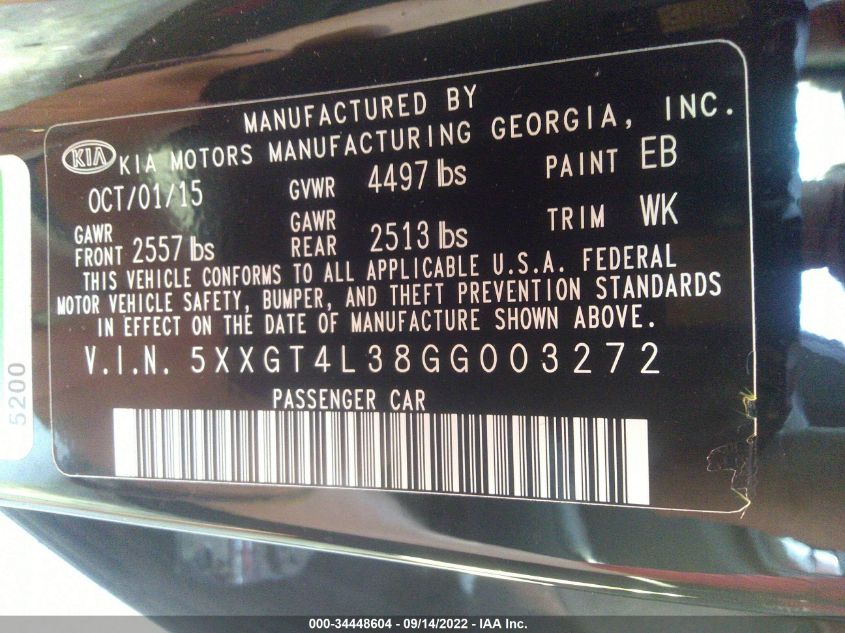 MANUFACTURED BY
KIA KIA MOTORS MANUFACTURING GEORGIA, INC.
OCT/01/15 GVWR 4497 lbs PAINT EB
GAWR FRONT 2557 lbs GAWR REAR 2513 lbs TRIM WK
THIS VEHICLE CONFORMS TO ALL APPLICABLE U.S.A. FEDERAL
MOTOR VEHICLE SAFETY, BUMPER, AND THEFT PREVENTION STANDARDS
IN EFFECT ON THE DATE OF MANUFACTURE SHOWN ABOVE.
V.I.N. 5XXGT4L38GG003272
PASSENGER CAR
5200
000-34448604 - 09/14/2022 - IAA Inc.